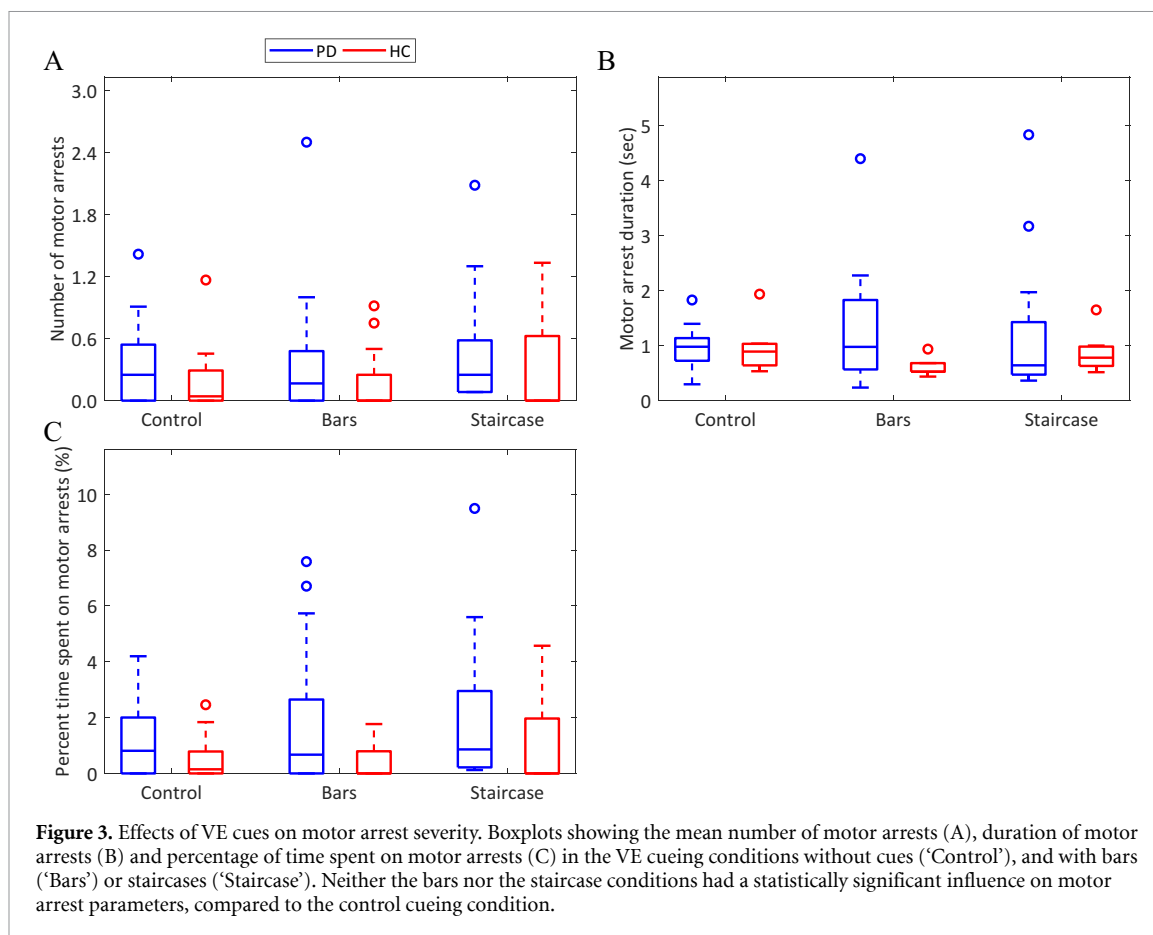 PD HC
A
B
Number of motor arrests
3.0
2.4
1.8
1.2
0.6
0.0
Control Bars Staircase
Motor arrest duration (sec)
5
4
3
2
1
0
Control Bars Staircase
C
Percent time spent on motor arrests (%)
10
8
6
4
2
0
Control Bars Staircase
Figure 3. Effects of VE cues on motor arrest severity. Boxplots showing the mean number of motor arrests (A), duration of motor
arrests (B) and percentage of time spent on motor arrests (C) in the VE cueing conditions without cues (‘Control’), and with bars
(‘Bars’) or staircases (‘Staircase’). Neither the bars nor the staircase conditions had a statistically significant influence on motor
arrest parameters, compared to the control cueing condition.